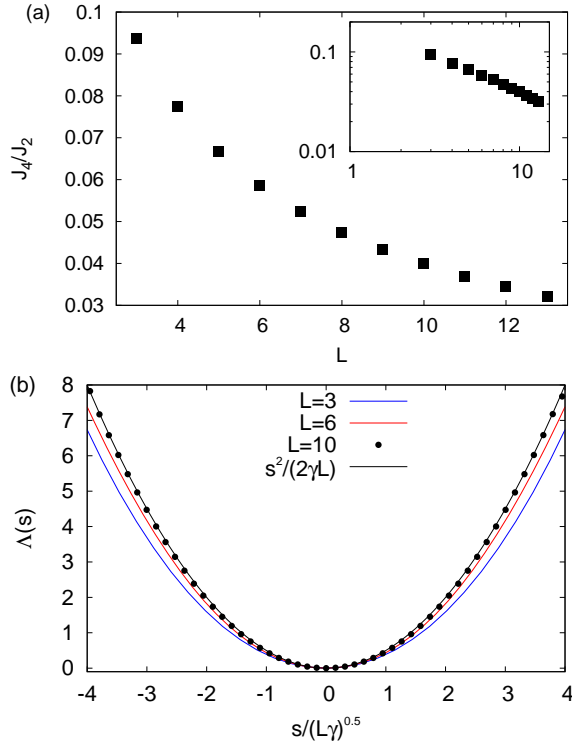 (a)
0.1
0.09
0.08
0.07
0.06
0.05
0.04
0.03
J₄/J₂
4 6 8 10 12
L
0.1
0.01
1 10
(b)
8
7
6
5
4
3
2
1
0
Λ(s)
L=3
L=6
L=10
s²/(2γL)
-4 -3 -2 -1 0 1 2 3 4
s/(Lγ)^0.5